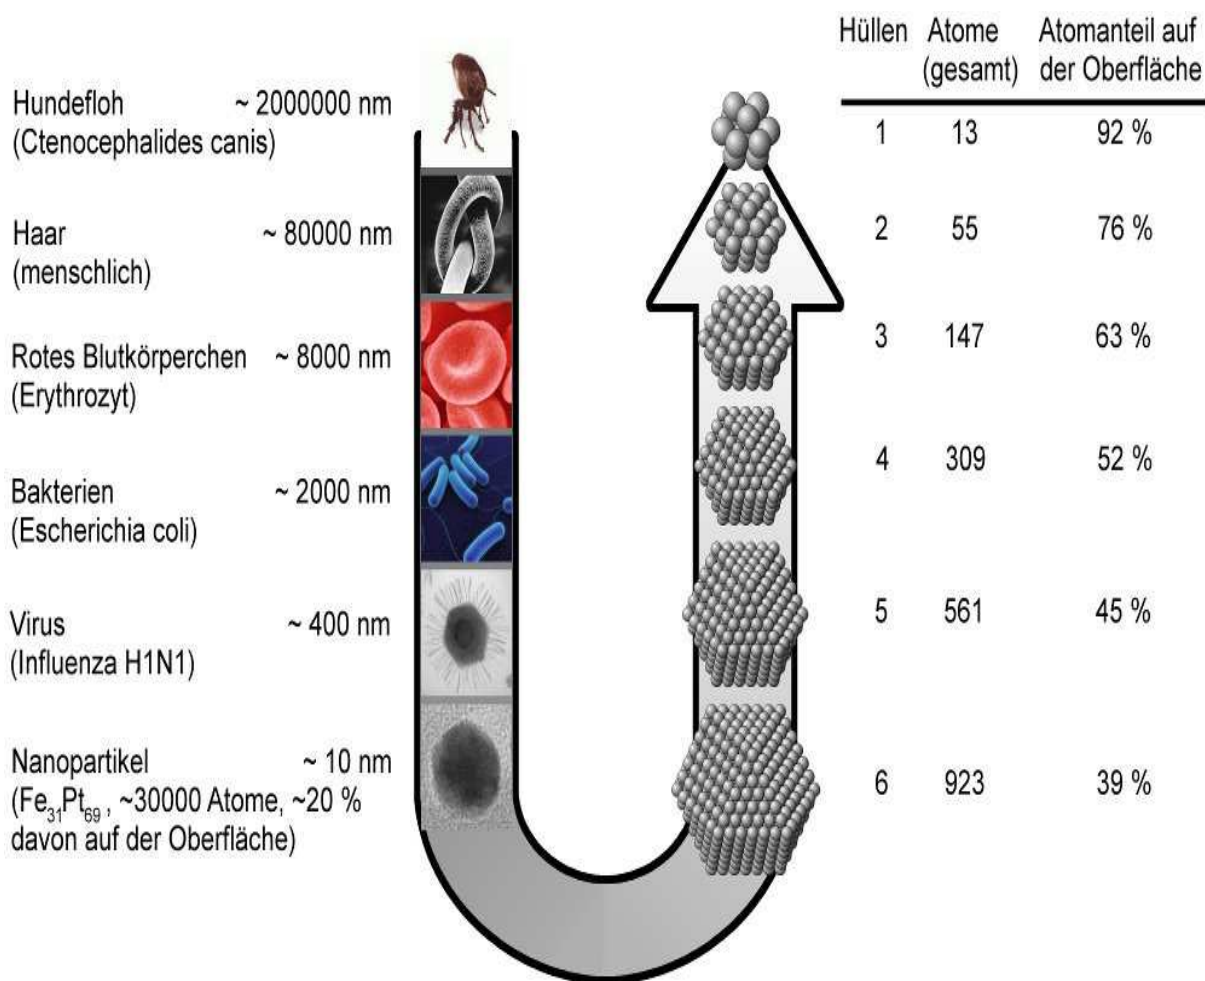 Hundefloh ~ 2000000 nm
(Ctenocephalides canis)
Haar ~ 80000 nm
(menschlich)
Rotes Blutkörperchen ~ 8000 nm
(Erythrozyt)
Bakterien ~ 2000 nm
(Escherichia coli)
Virus ~ 400 nm
(Influenza H1N1)
Nanopartikel ~ 10 nm
(Fe₃₁Pt₆₉, ~30000 Atome, ~20 %
davon auf der Oberfläche)
Hüllen Atome Atomanteil auf
(gesamt) der Oberfläche
1 13 92 %
2 55 76 %
3 147 63 %
4 309 52 %
5 561 45 %
6 923 39 %